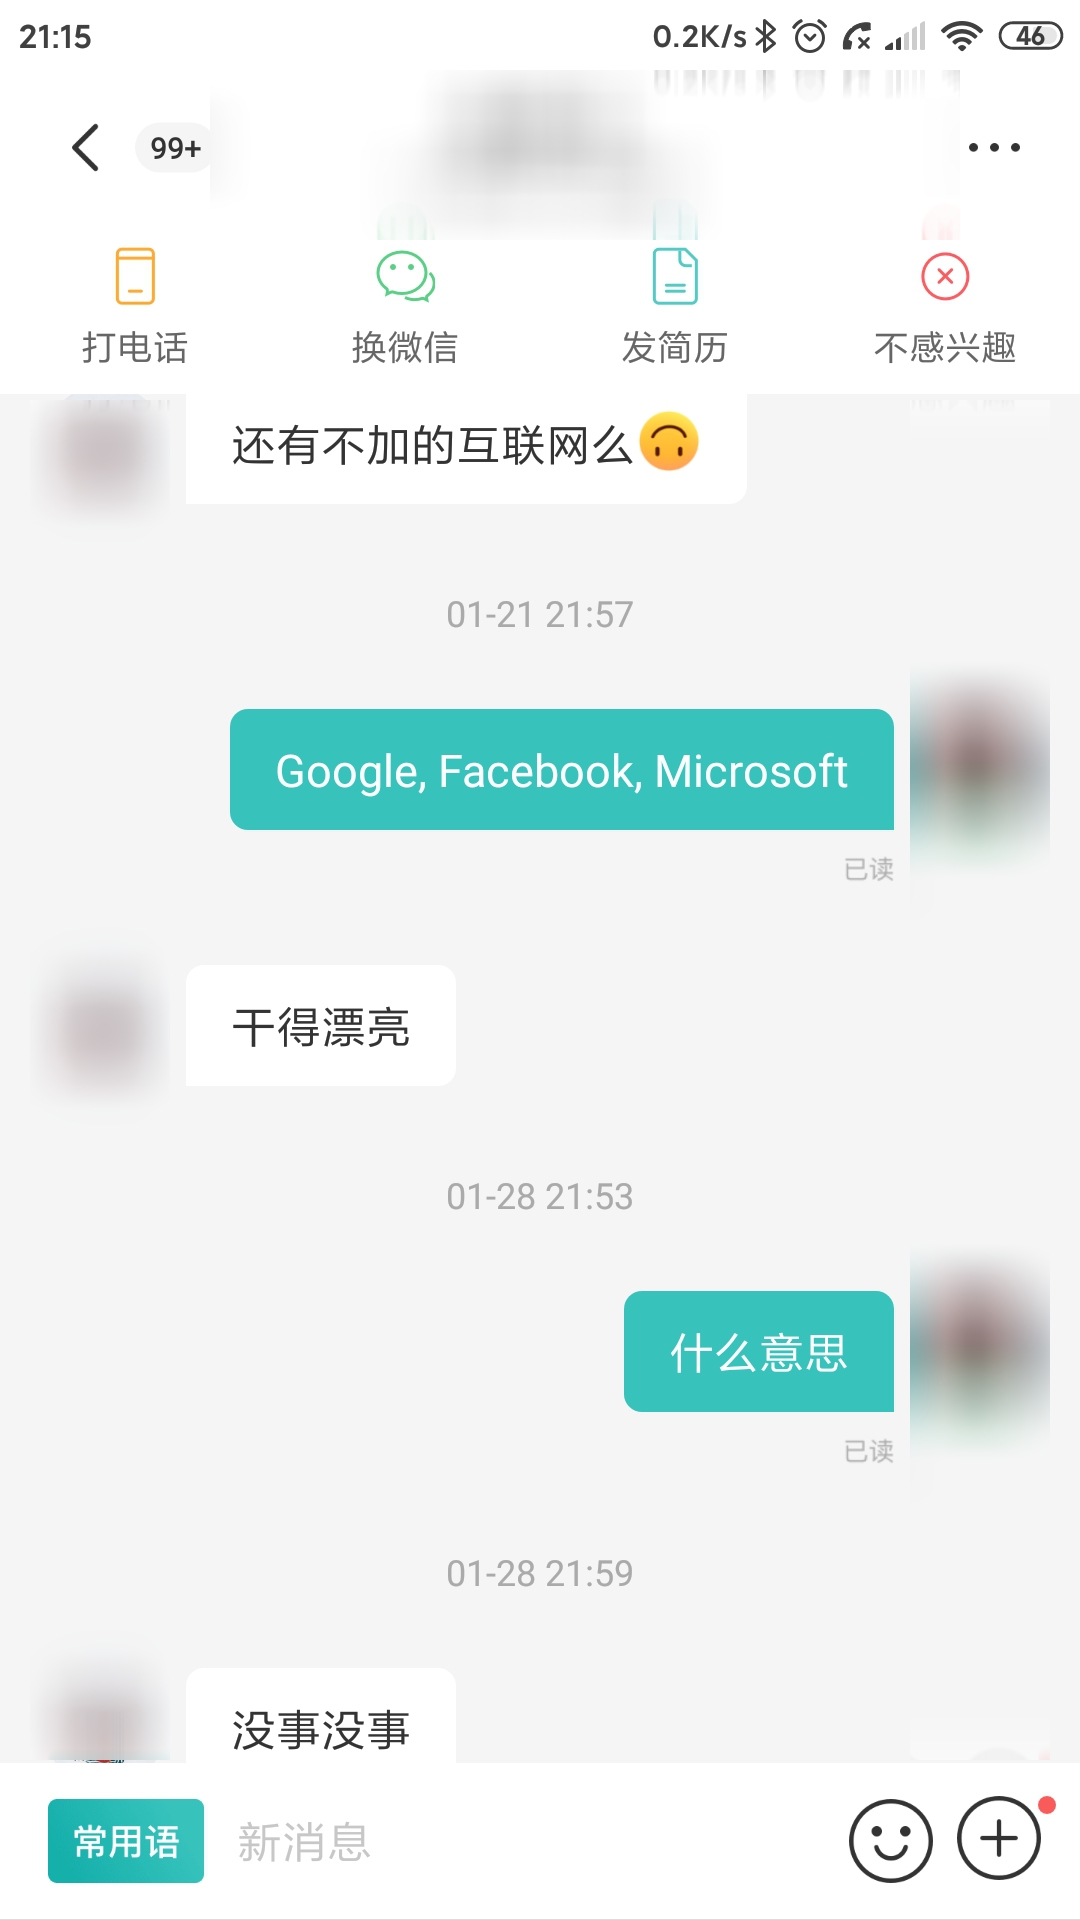 21:15
0.2K/s 46
99+
打电话 换微信 发简历 不感兴趣
还有不加的互联网么🙃
01-21 21:57
Google, Facebook, Microsoft
已读
干得漂亮
01-28 21:53
什么意思
已读
01-28 21:59
没事没事
常用语 新消息